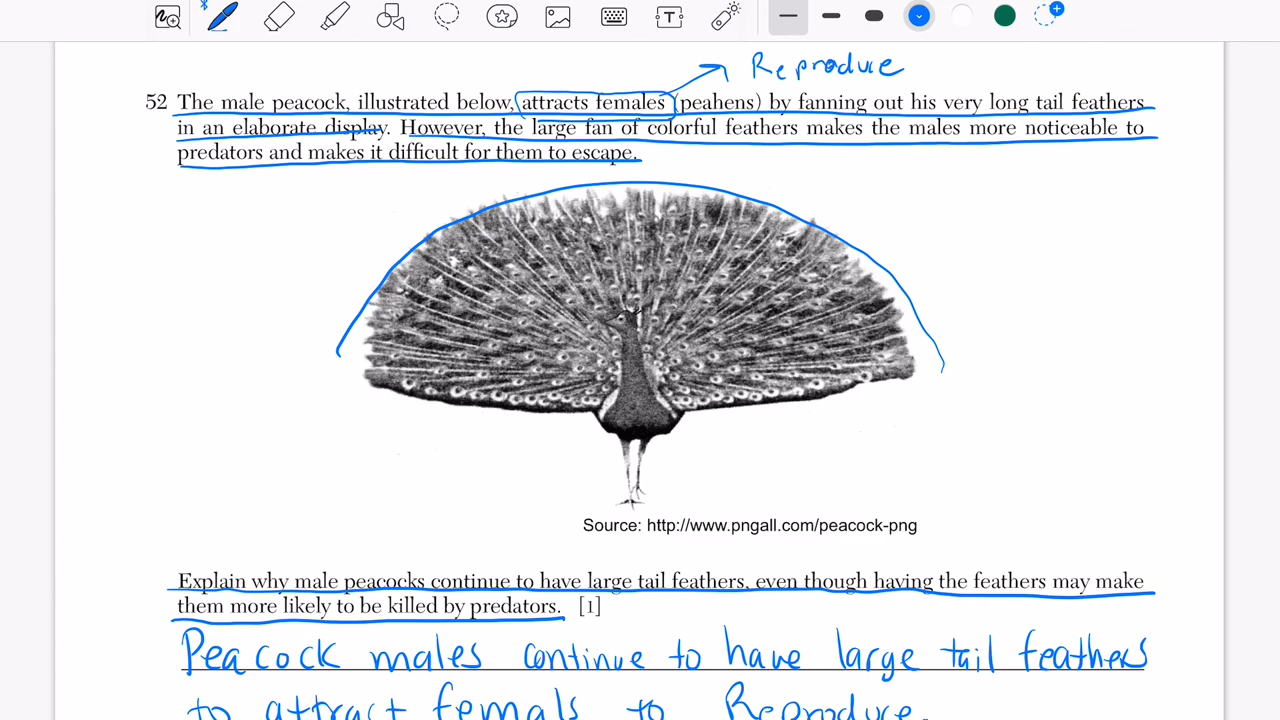 Reproduce
52 The male peacock, illustrated below, attracts females (peahens) by fanning out his very long tail feathers
in an elaborate display. However, the large fan of colorful feathers makes the males more noticeable to
predators and makes it difficult for them to escape.
Source: http://www.pngall.com/peacock-png
Explain why male peacocks continue to have large tail feathers, even though having the feathers may make
them more likely to be killed by predators. [1]
Peacock males continue to have large tail feathers
to attract femals to Reproduce.